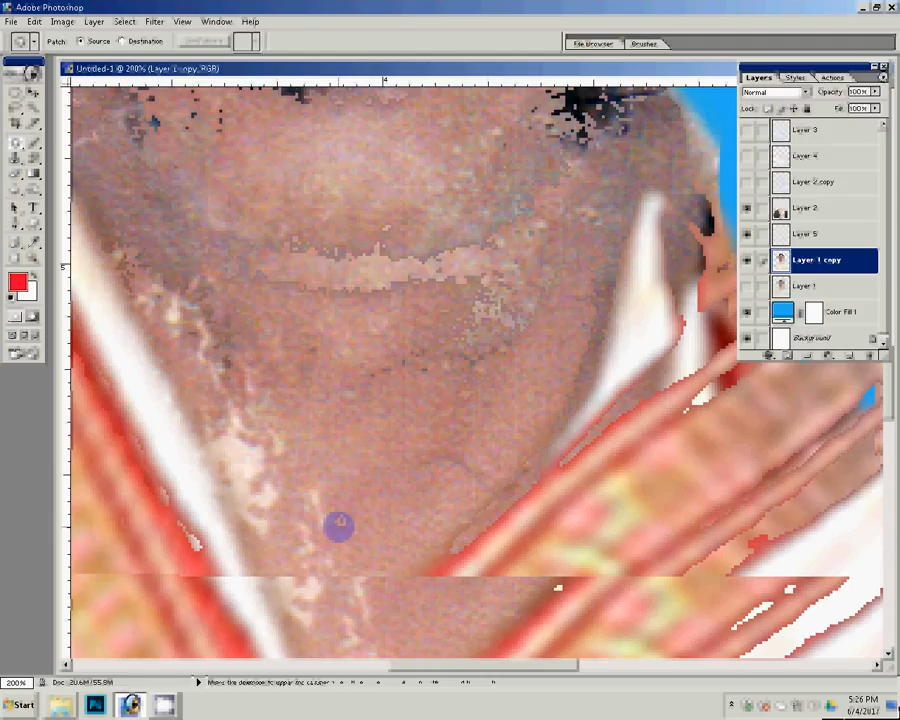 Adobe Photoshop
File Edit Image Layer Select Filter View Window Help
Patch: Source Destination
File Browser Brushes
Untitled-1 @ 200% (Layer 1 copy, RGB)
4
5
Layers Styles Actions
Normal Opacity: 100%
Lock: Fill: 100%
Layer 3
Layer 4
Layer 2 copy
Layer 2
Layer 5
Layer 1 copy
Layer 1
Color Fill 1
Background
T
200% Doc: 20.6M/55.8M
Start
5:26 PM
6/4/2017